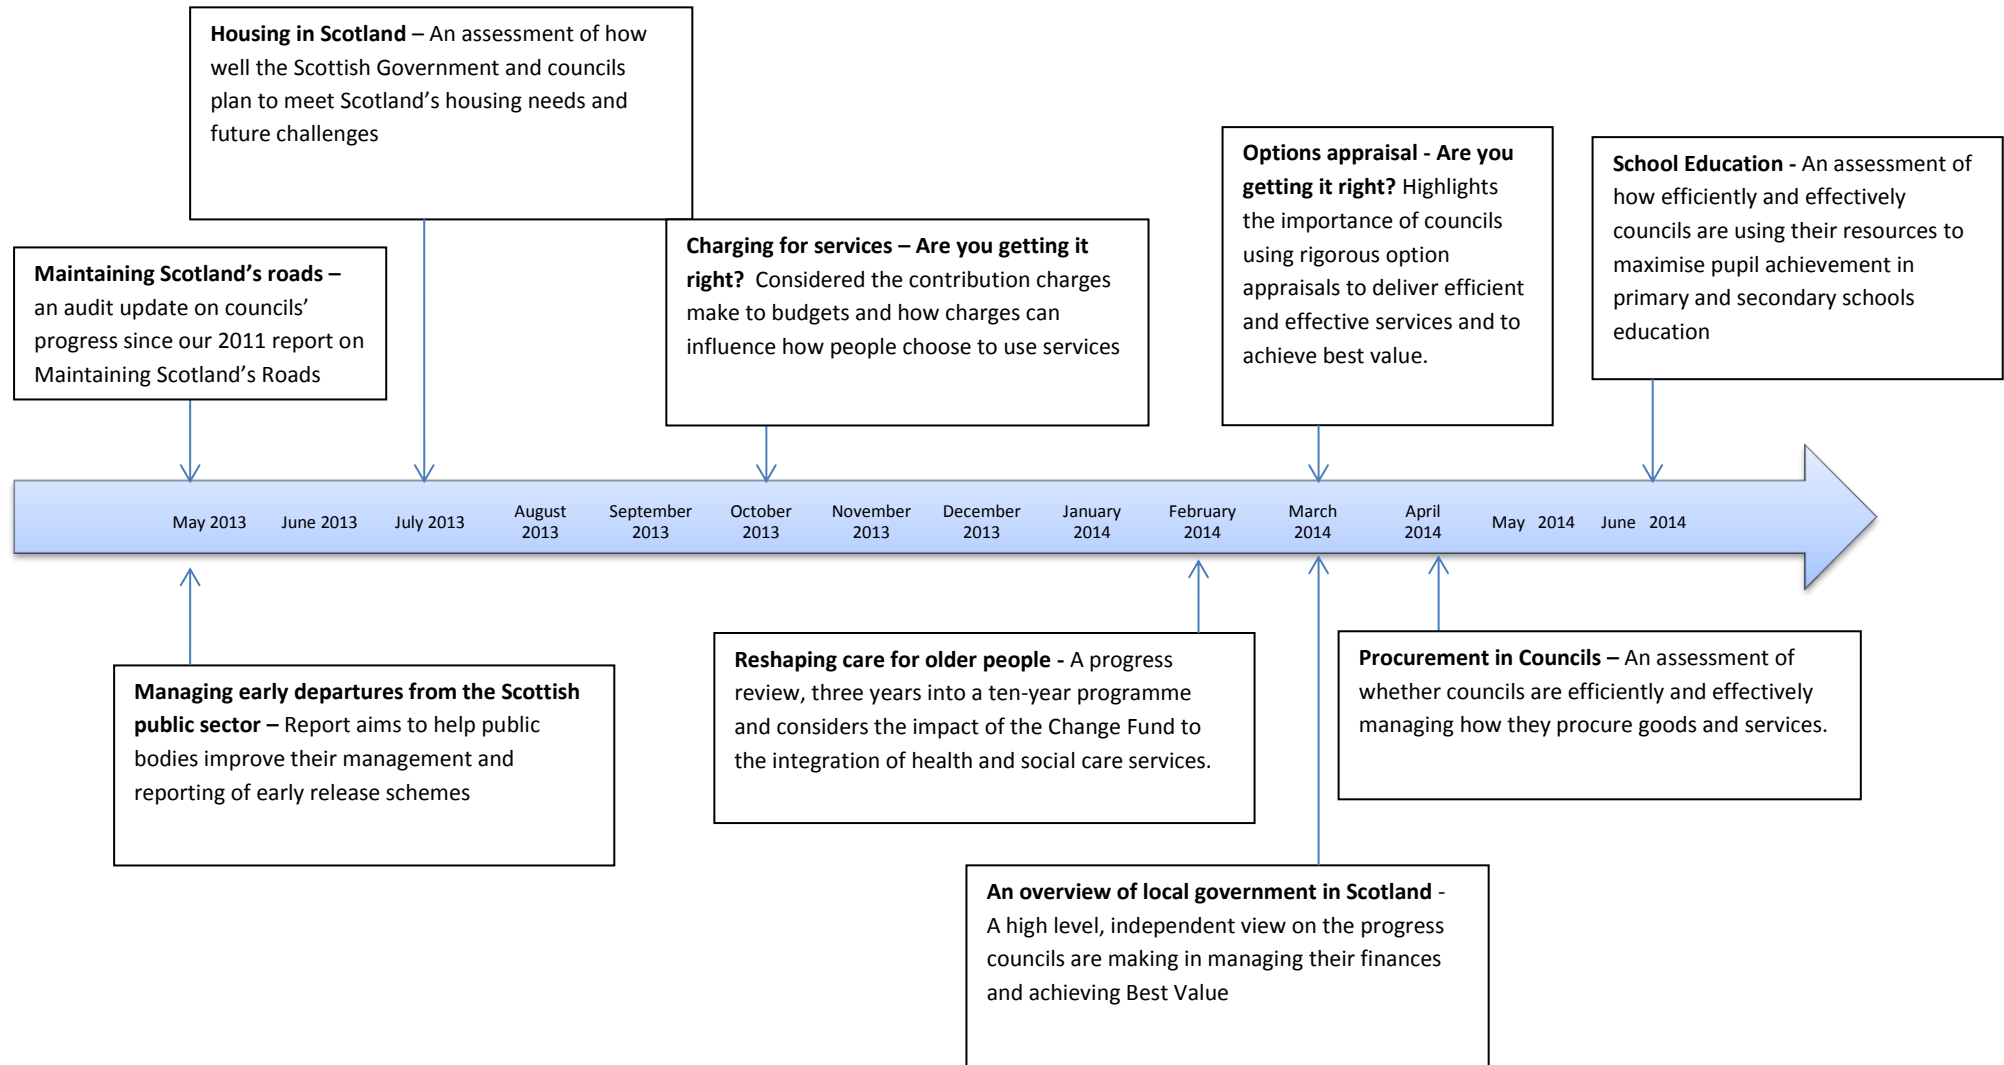 Housing in Scotland – An assessment of how
well the Scottish Government and councils
plan to meet Scotland's housing needs and
future challenges
Maintaining Scotland's roads –
an audit update on councils'
progress since our 2011 report on
Maintaining Scotland's Roads
Charging for services – Are you getting it
right?  Considered the contribution charges
make to budgets and how charges can
influence how people choose to use services
Options appraisal - Are you
getting it right? Highlights
the importance of councils
using rigorous option
appraisals to deliver efficient
and effective services and to
achieve best value.
School Education - An assessment of
how efficiently and effectively
councils are using their resources to
maximise pupil achievement in
primary and secondary schools
education
May 2013
June 2013
July 2013
August
2013
September
2013
October
2013
November
2013
December
2013
January
2014
February
2014
March
2014
April
2014
May   2014
June   2014
Managing early departures from the Scottish
public sector – Report aims to help public
bodies improve their management and
reporting of early release schemes
Reshaping care for older people - A progress
review, three years into a ten-year programme
and considers the impact of the Change Fund to
the integration of health and social care services.
Procurement in Councils – An assessment of
whether councils are efficiently and effectively
managing how they procure goods and services.
An overview of local government in Scotland -
A high level, independent view on the progress
councils are making in managing their finances
and achieving Best Value